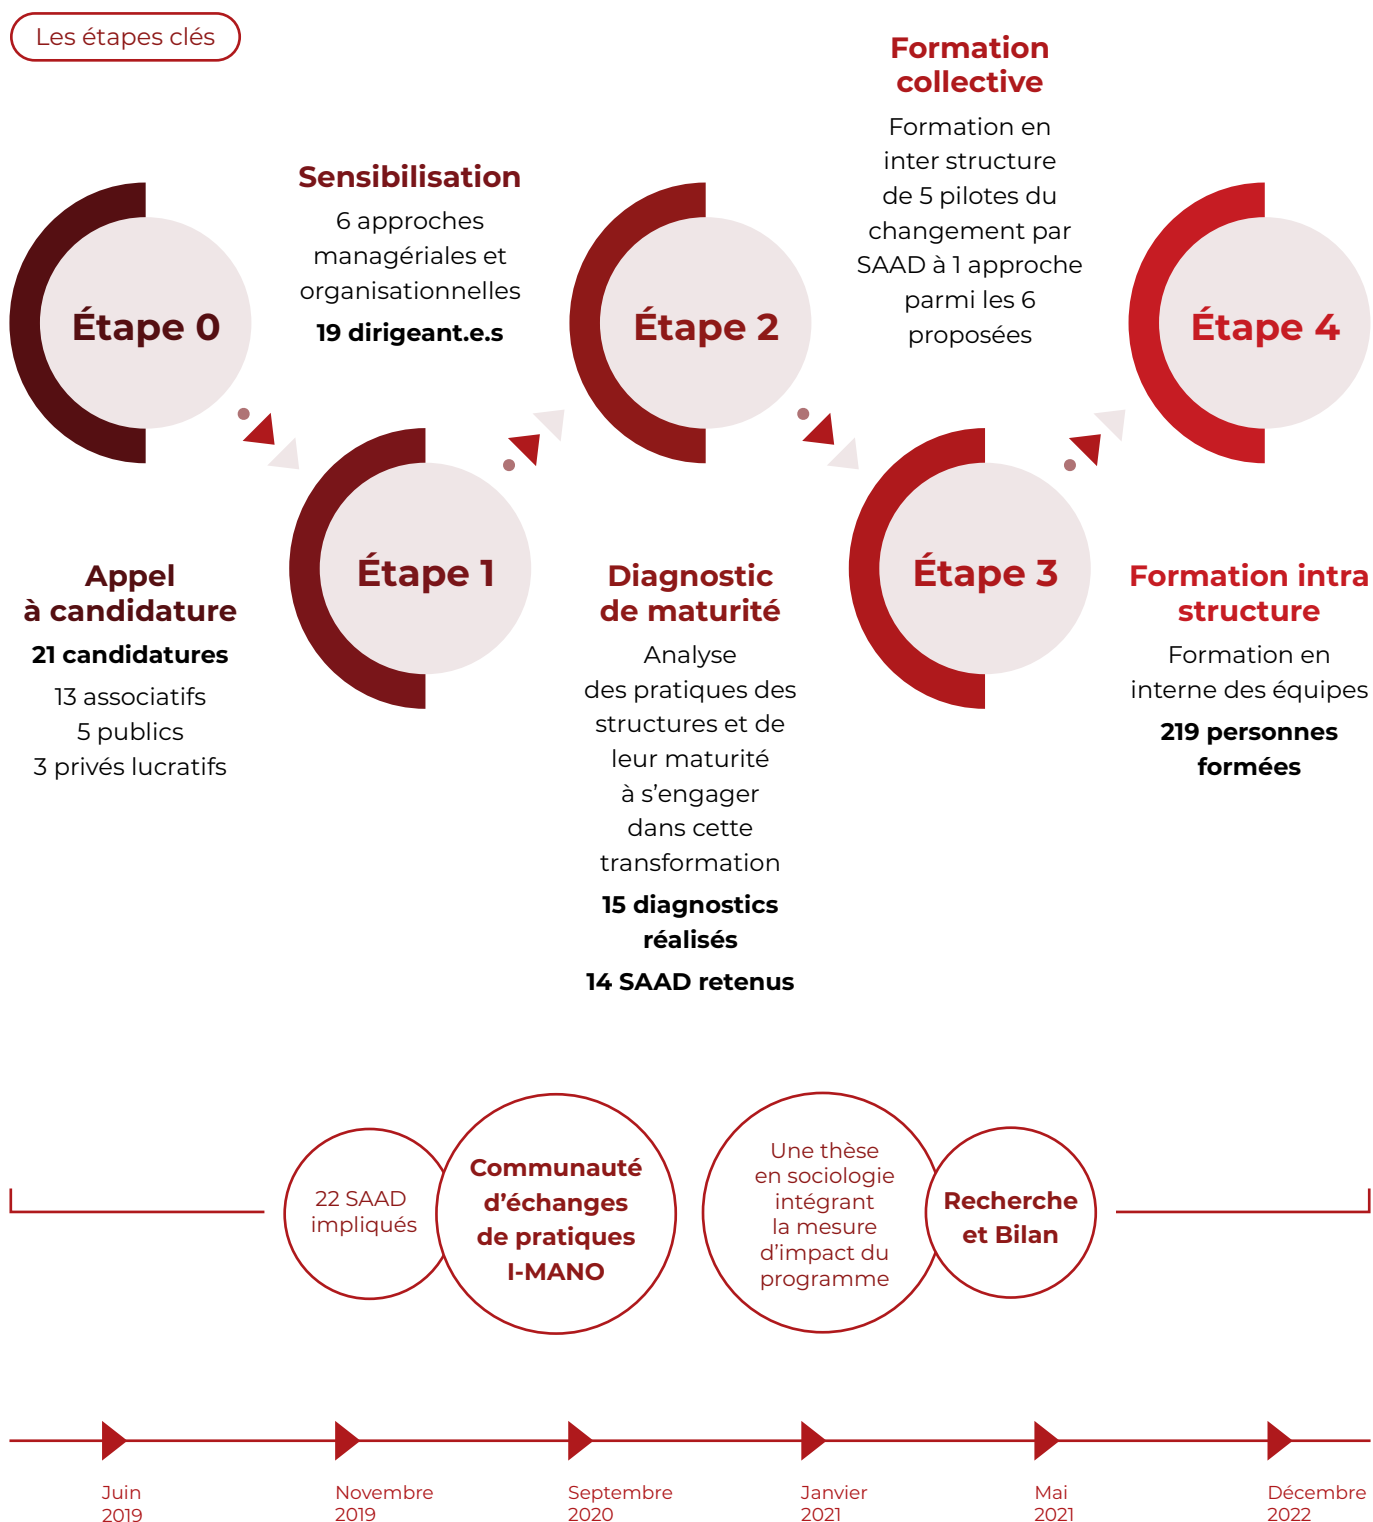 Les étapes clés
Étape 0
Appel
à candidature
21 candidatures
13 associatifs
5 publics
3 privés lucratifs
Sensibilisation
6 approches
managériales et
organisationnelles
19 dirigeant.e.s
Étape 1
Étape 2
Diagnostic
de maturité
Analyse
des pratiques des
structures et de
leur maturité
à s’engager
dans cette
transformation
15 diagnostics
réalisés
14 SAAD retenus
Formation
collective
Formation en
inter structure
de 5 pilotes du
changement par
SAAD à 1 approche
parmi les 6
proposées
Étape 3
Étape 4
Formation intra
structure
Formation en
interne des équipes
219 personnes
formées
22 SAAD
impliqués
Communauté
d’échanges
de pratiques
I-MANO
Une thèse
en sociologie
intégrant
la mesure
d’impact du
programme
Recherche
et Bilan
Juin
2019
Novembre
2019
Septembre
2020
Janvier
2021
Mai
2021
Décembre
2022